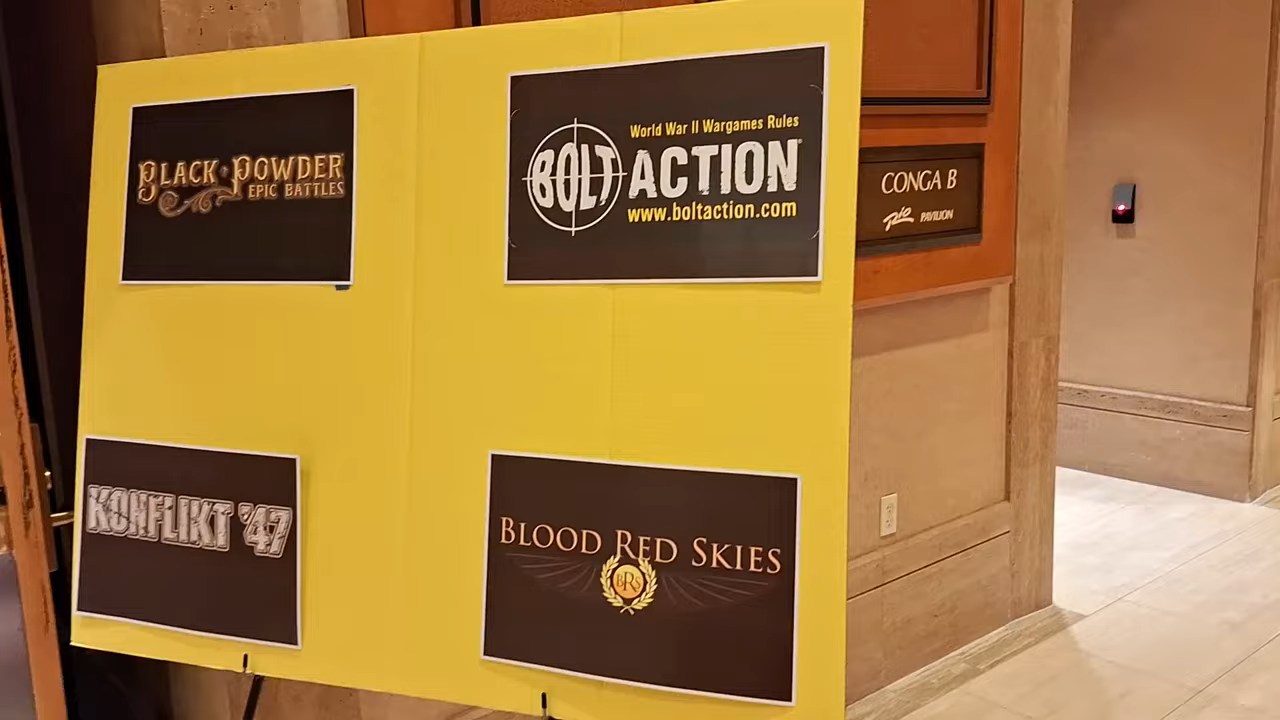 BLACK POWDER
EPIC BATTLES
World War II Wargames Rules
BOLT ACTION
www.boltaction.com
CONGA B
Rio PAVILION
KONFLIKT '47
BLOOD RED SKIES
BRS